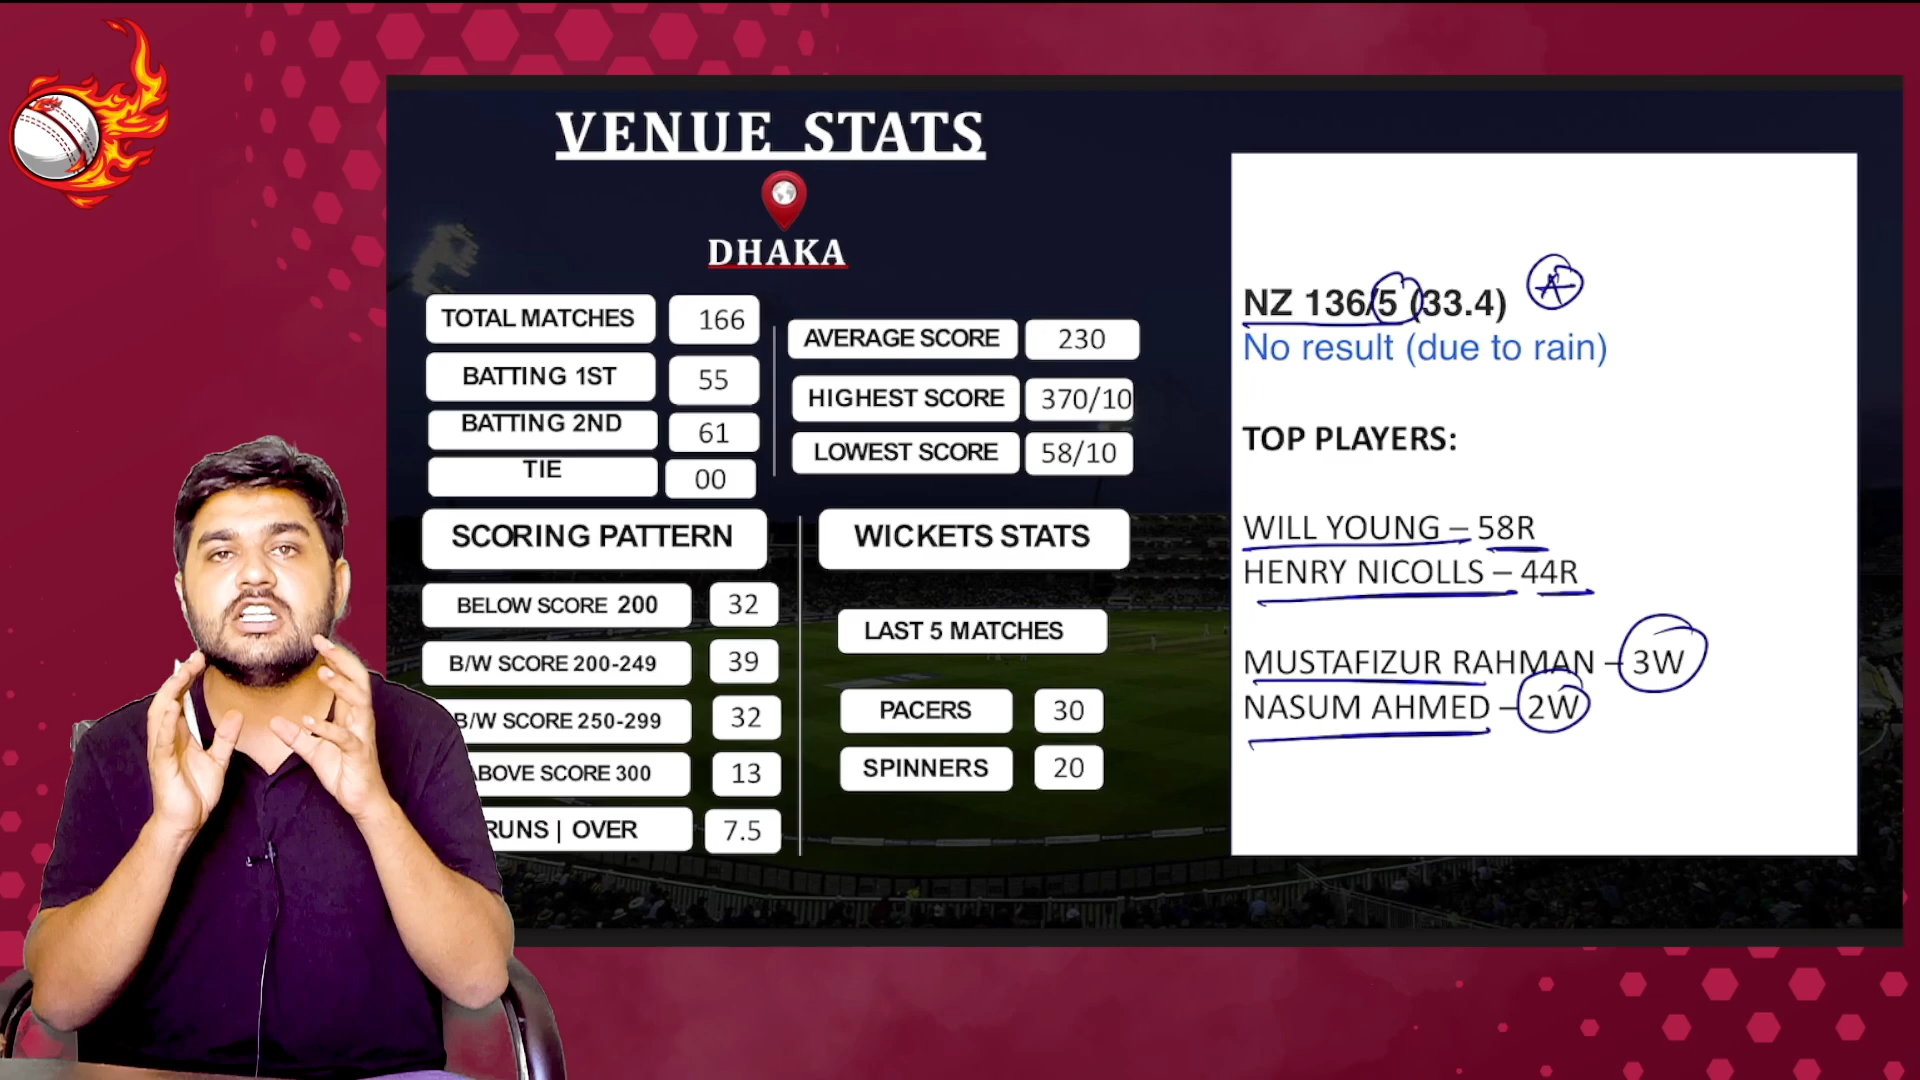 VENUE STATS
DHAKA
TOTAL MATCHES 166
BATTING 1ST 55
BATTING 2ND 61
TIE 00
AVERAGE SCORE 230
HIGHEST SCORE 370/10
LOWEST SCORE 58/10
SCORING PATTERN
BELOW SCORE 200 32
B/W SCORE 200-249 39
B/W SCORE 250-299 32
BOVE SCORE 300 13
RUNS | OVER 7.5
WICKETS STATS
LAST 5 MATCHES
PACERS 30
SPINNERS 20
NZ 136/5 (33.4)
No result (due to rain)
TOP PLAYERS:
WILL YOUNG – 58R
HENRY NICOLLS – 44R
MUSTAFIZUR RAHMAN – 3W
NASUM AHMED – 2W